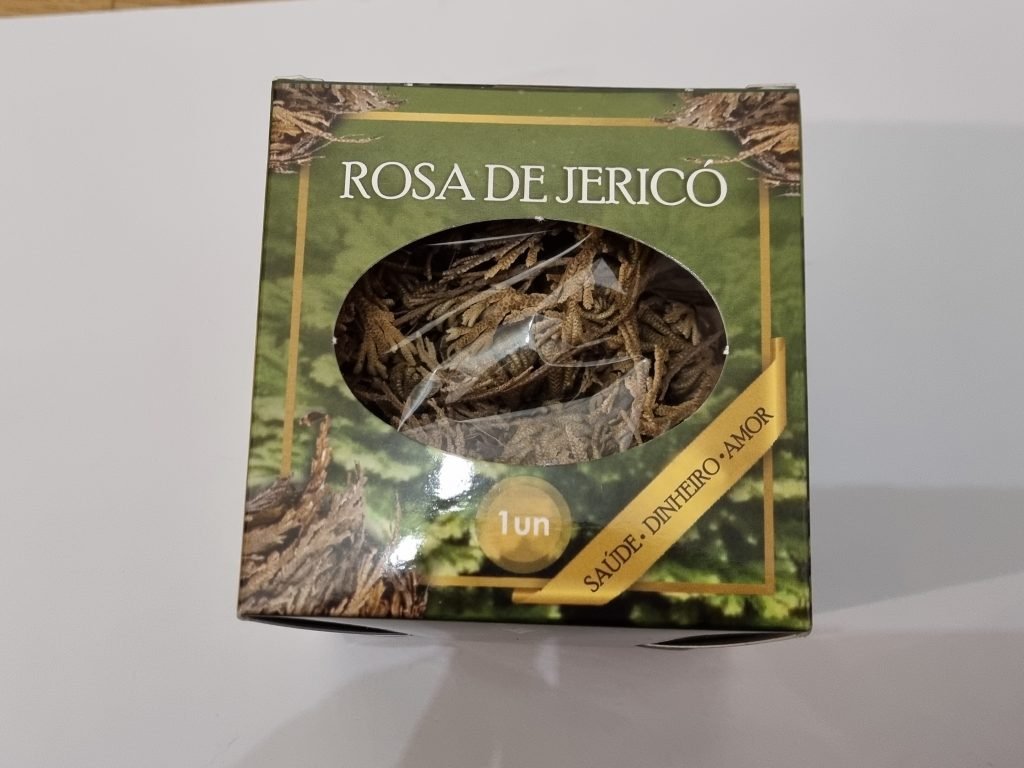 ROSA DE JERICÓ
1un
SAÚDE • DINHEIRO • AMOR